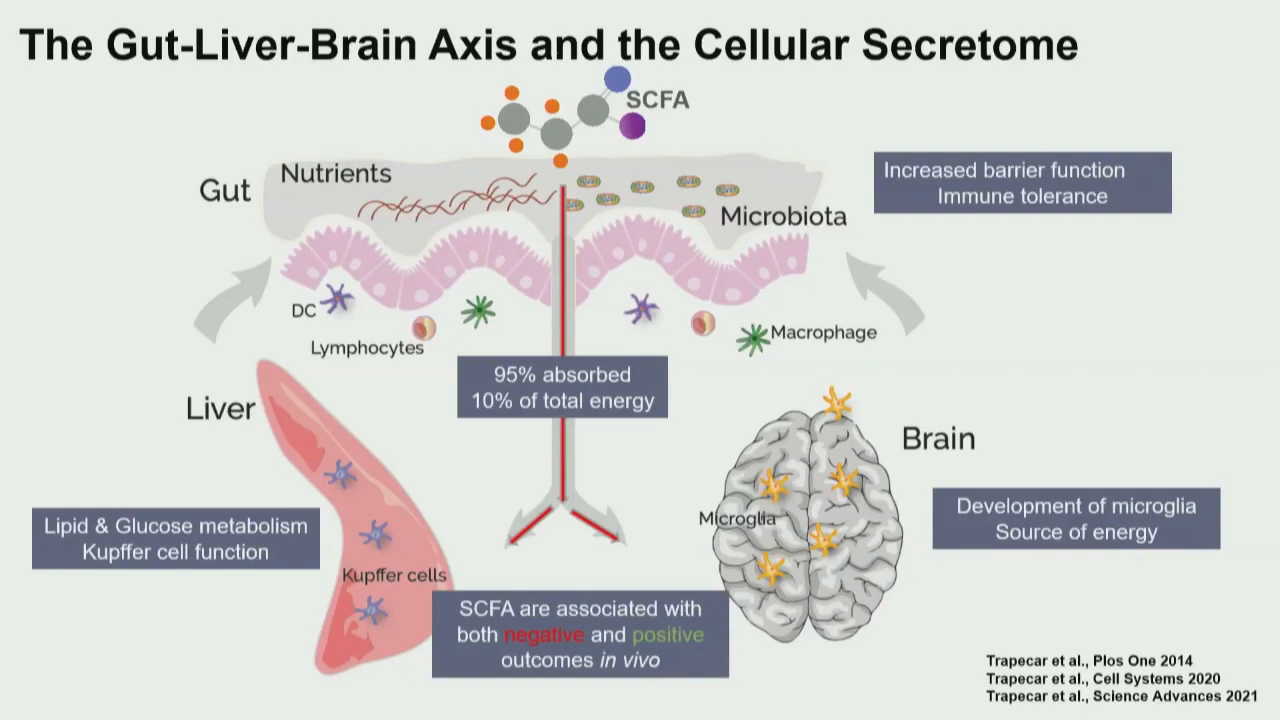 The Gut-Liver-Brain Axis and the Cellular Secretome
SCFA
Nutrients
Gut
Microbiota
Increased barrier function
Immune tolerance
DC
Lymphocytes
Macrophage
95% absorbed
10% of total energy
Liver
Brain
Lipid & Glucose metabolism
Kupffer cell function
Kupffer cells
Microglia
Development of microglia
Source of energy
SCFA are associated with
both negative and positive
outcomes in vivo
Trapecar et al., Plos One 2014
Trapecar et al., Cell Systems 2020
Trapecar et al., Science Advances 2021